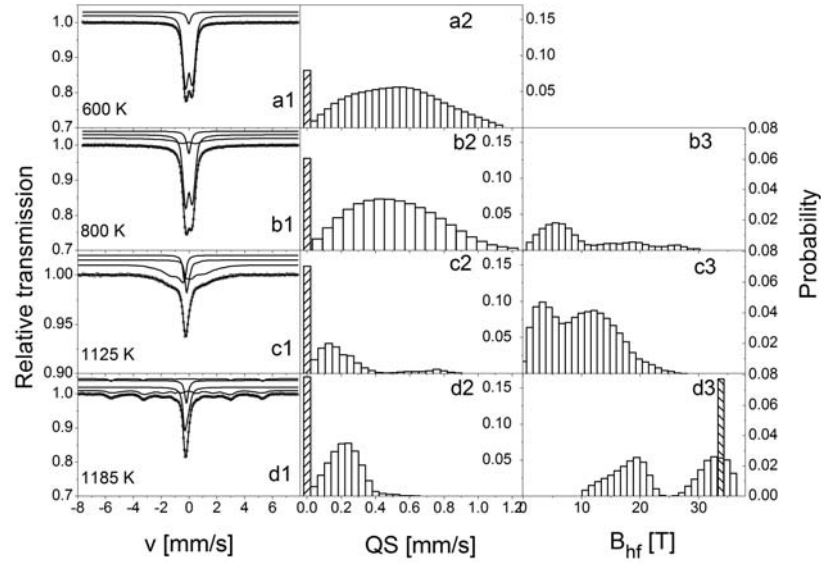 1.0
0.9
0.8
0.7
600 K
a1
a2
0.15
0.10
0.05
1.0
0.9
0.8
0.7
800 K
b1
b2
0.15
0.10
0.05
b3
0.08
0.06
0.04
0.02
0.00
1.00
0.95
0.90
1125 K
c1
c2
0.15
0.10
0.05
c3
0.06
0.04
0.02
0.08
1.0
0.9
0.8
0.7
1185 K
d1
d2
0.15
0.10
0.05
d3
0.06
0.04
0.02
0.00
-8 -6 -4 -2 0 2 4 6
0.0 0.2 0.4 0.6 0.8 1.0 1.2
0 10 20 30
Relative transmission
Probability
v [mm/s]
QS [mm/s]
Bhf [T]